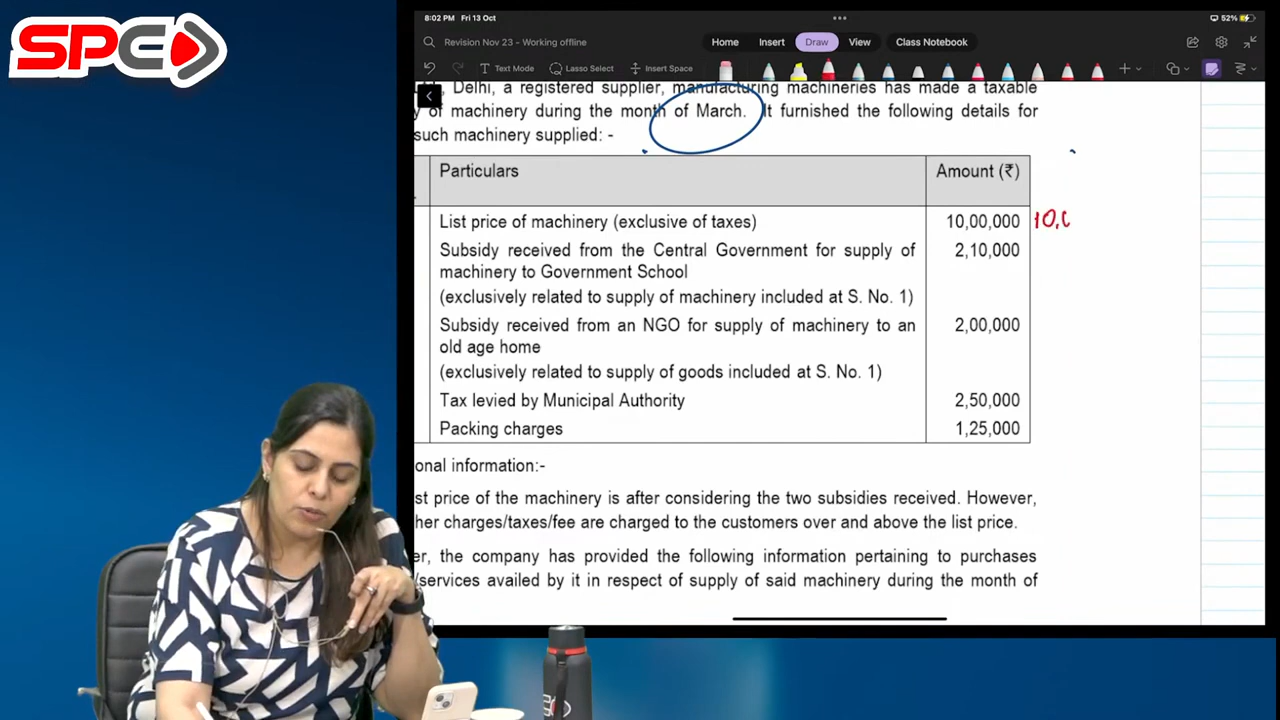 SPC
8:02 PM Fri 13 Oct
52%
Revision Nov 23 - Working offline
Home Insert Draw View Class Notebook
Text Mode Lasso Select Insert Space
Delhi, a registered supplier, manufacturing machineries has made a taxable
of machinery during the month of March. It furnished the following details for
such machinery supplied: -
Particulars Amount (₹)
List price of machinery (exclusive of taxes) 10,00,000 10,0
Subsidy received from the Central Government for supply of 2,10,000
machinery to Government School
(exclusively related to supply of machinery included at S. No. 1)
Subsidy received from an NGO for supply of machinery to an 2,00,000
old age home
(exclusively related to supply of goods included at S. No. 1)
Tax levied by Municipal Authority 2,50,000
Packing charges 1,25,000
onal information:-
st price of the machinery is after considering the two subsidies received. However,
her charges/taxes/fee are charged to the customers over and above the list price.
er, the company has provided the following information pertaining to purchases
/services availed by it in respect of supply of said machinery during the month of